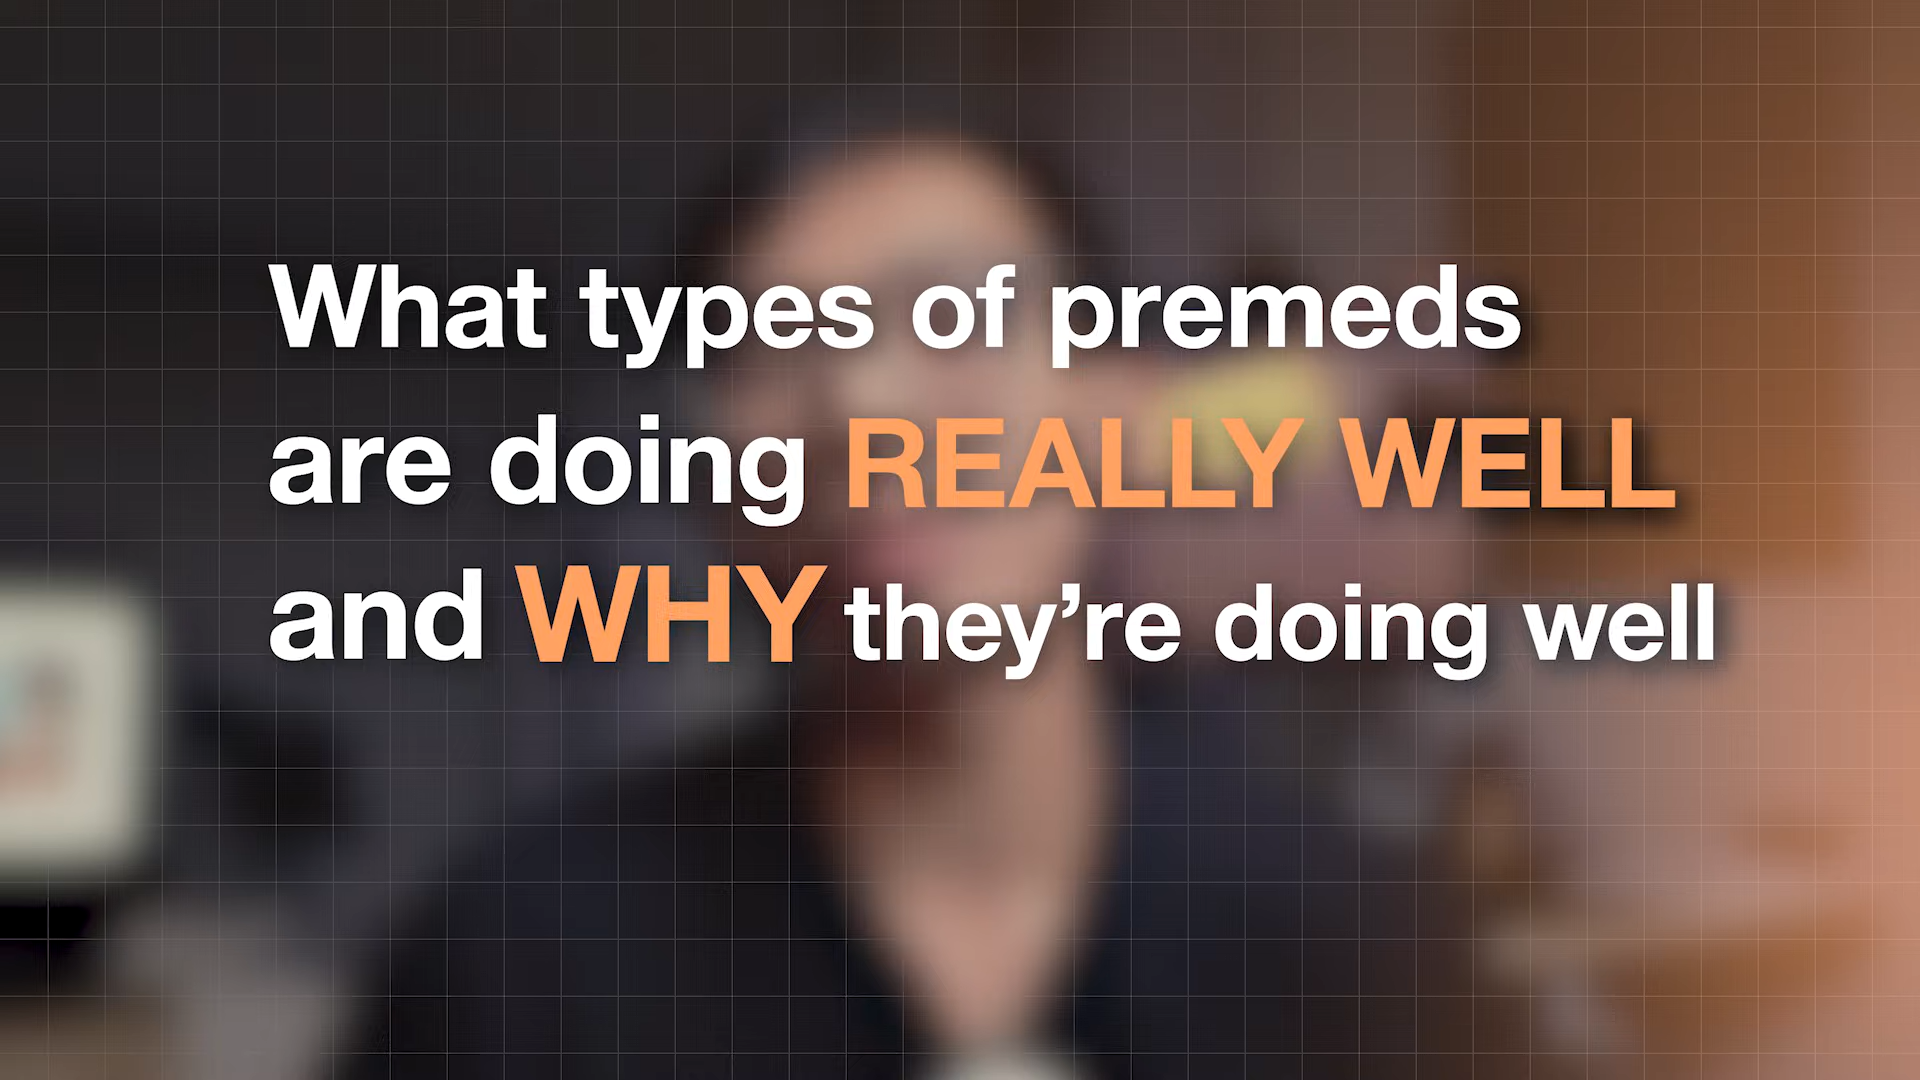 What types of premeds
are doing REALLY WELL
and WHY they’re doing well